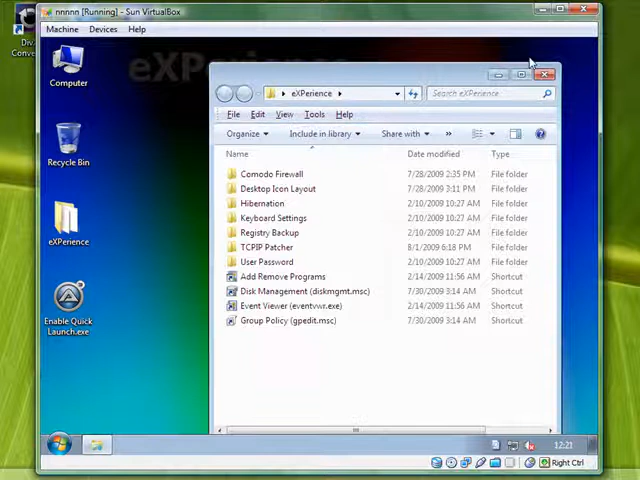 nnnnn [Running] - Sun VirtualBox
Machine Devices Help
Div
Conve
eXPerience
Computer
Recycle Bin
eXPerience
Enable Quick
Launch.exe
eXPerience
Search eXPerience
File Edit View Tools Help
Organize Include in library Share with »
Name Date modified Type
Comodo Firewall 7/28/2009 2:35 PM File folder
Desktop Icon Layout 7/28/2009 3:11 PM File folder
Hibernation 2/10/2009 10:27 AM File folder
Keyboard Settings 2/10/2009 10:27 AM File folder
Registry Backup 2/10/2009 10:27 AM File folder
TCPIP Patcher 8/1/2009 6:18 PM File folder
User Password 2/10/2009 10:27 AM File folder
Add Remove Programs 2/14/2009 11:56 AM Shortcut
Disk Management (diskmgmt.msc) 7/30/2009 3:14 AM Shortcut
Event Viewer (eventvwr.exe) 2/14/2009 11:56 AM Shortcut
Group Policy (gpedit.msc) 7/30/2009 3:14 AM Shortcut
12:21
Right Ctrl